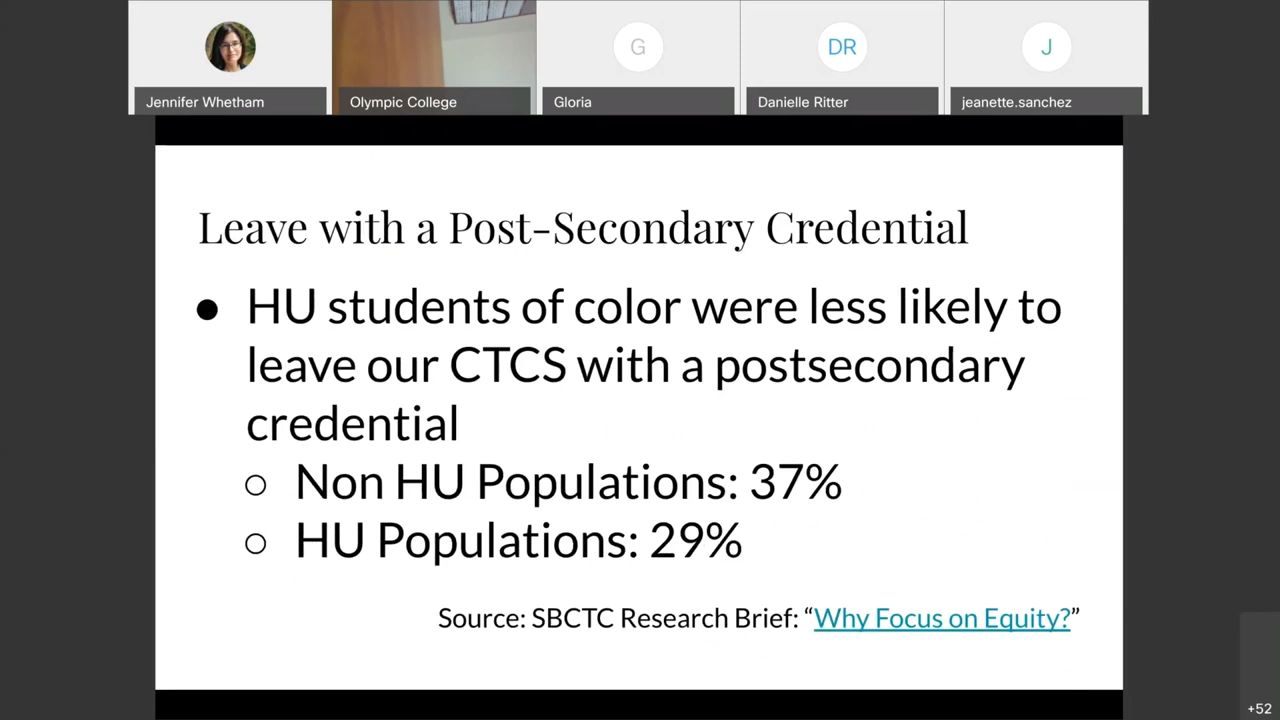 G
DR
J
Jennifer Whetham
Olympic College
Gloria
Danielle Ritter
jeanette.sanchez
Leave with a Post-Secondary Credential
● HU students of color were less likely to
leave our CTCS with a postsecondary
credential
○ Non HU Populations: 37%
○ HU Populations: 29%
Source: SBCTC Research Brief: “Why Focus on Equity?”
+52